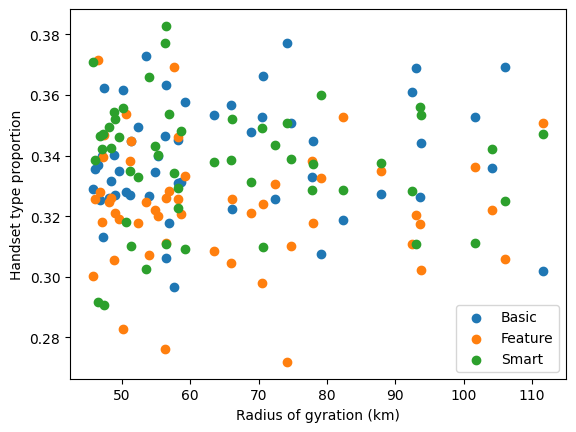 0.38
0.36
0.34
0.32
0.30
0.28
Handset type proportion
50 60 70 80 90 100 110
Radius of gyration (km)
Basic
Feature
Smart